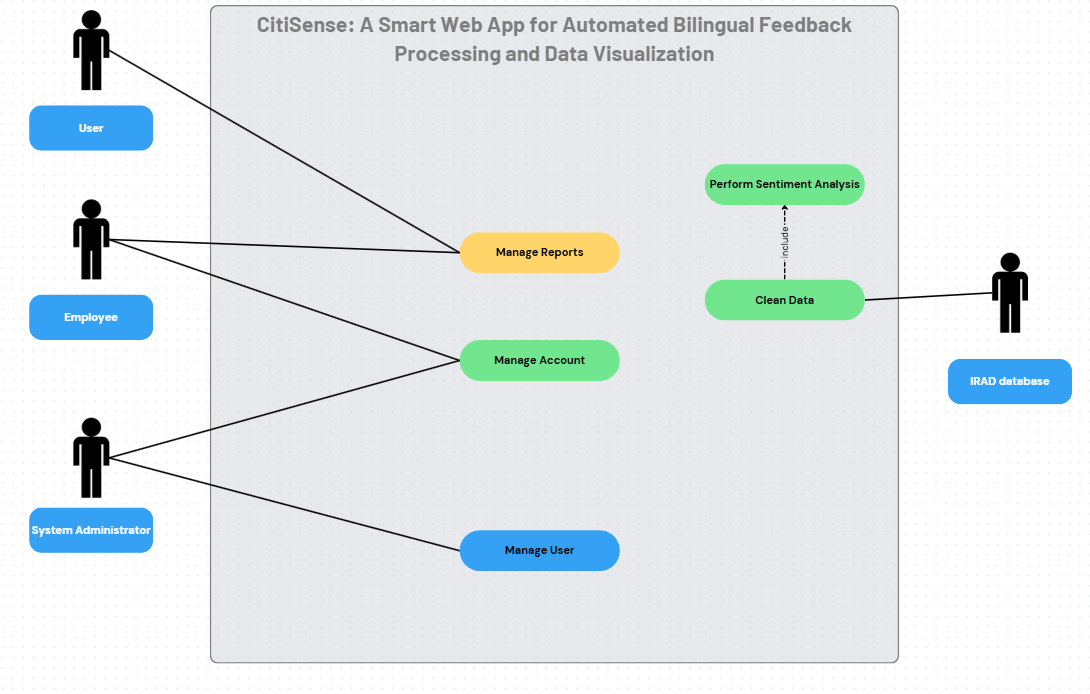 CitiSense: A Smart Web App for Automated Bilingual Feedback
Processing and Data Visualization
User
Perform Sentiment Analysis
Employee
Manage Reports
include
Clean Data
Manage Account
IRAD database
System Administrator
Manage User